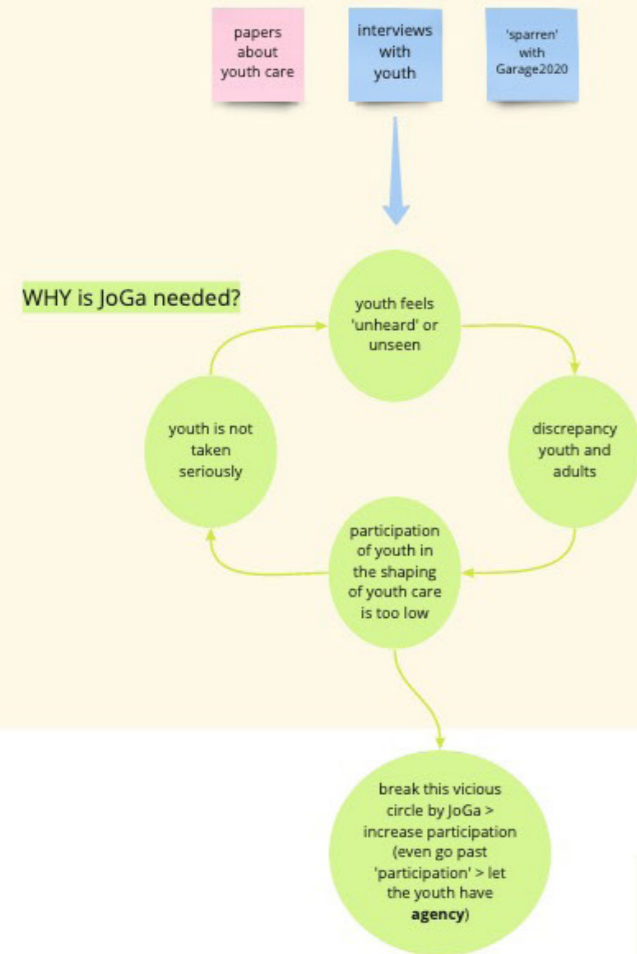 papers
about
youth care
interviews
with
youth
'sparren'
with
Garage2020
WHY is JoGa needed?
youth feels
'unheard' or
unseen
youth is not
taken
seriously
discrepancy
youth and
adults
participation
of youth in
the shaping
of youth care
is too low
break this vicious
circle by JoGa >
increase participation
(even go past
'participation' > let
the youth have
agency)